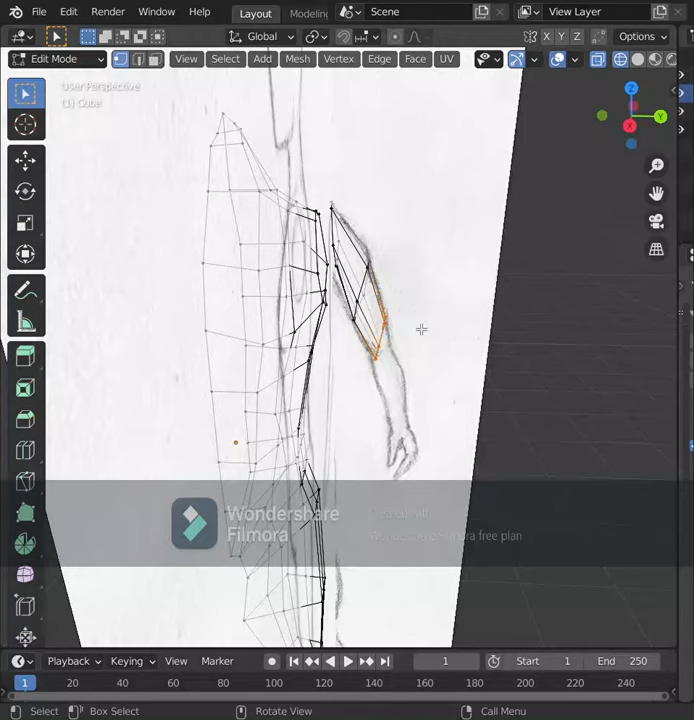 File Edit Render Window Help Layout Modeling Scene View Layer
Global Options
X Y Z
Edit Mode View Select Add Mesh Vertex Edge Face UV
User Perspective
(1) Cube
Z
Y
X
Wondershare
Filmora
free plan
Playback Keying View Marker 1 Start 1 End 250
1 20 40 60 80 100 120 140 160 180 200 220 240
Select Box Select Rotate View Call Menu